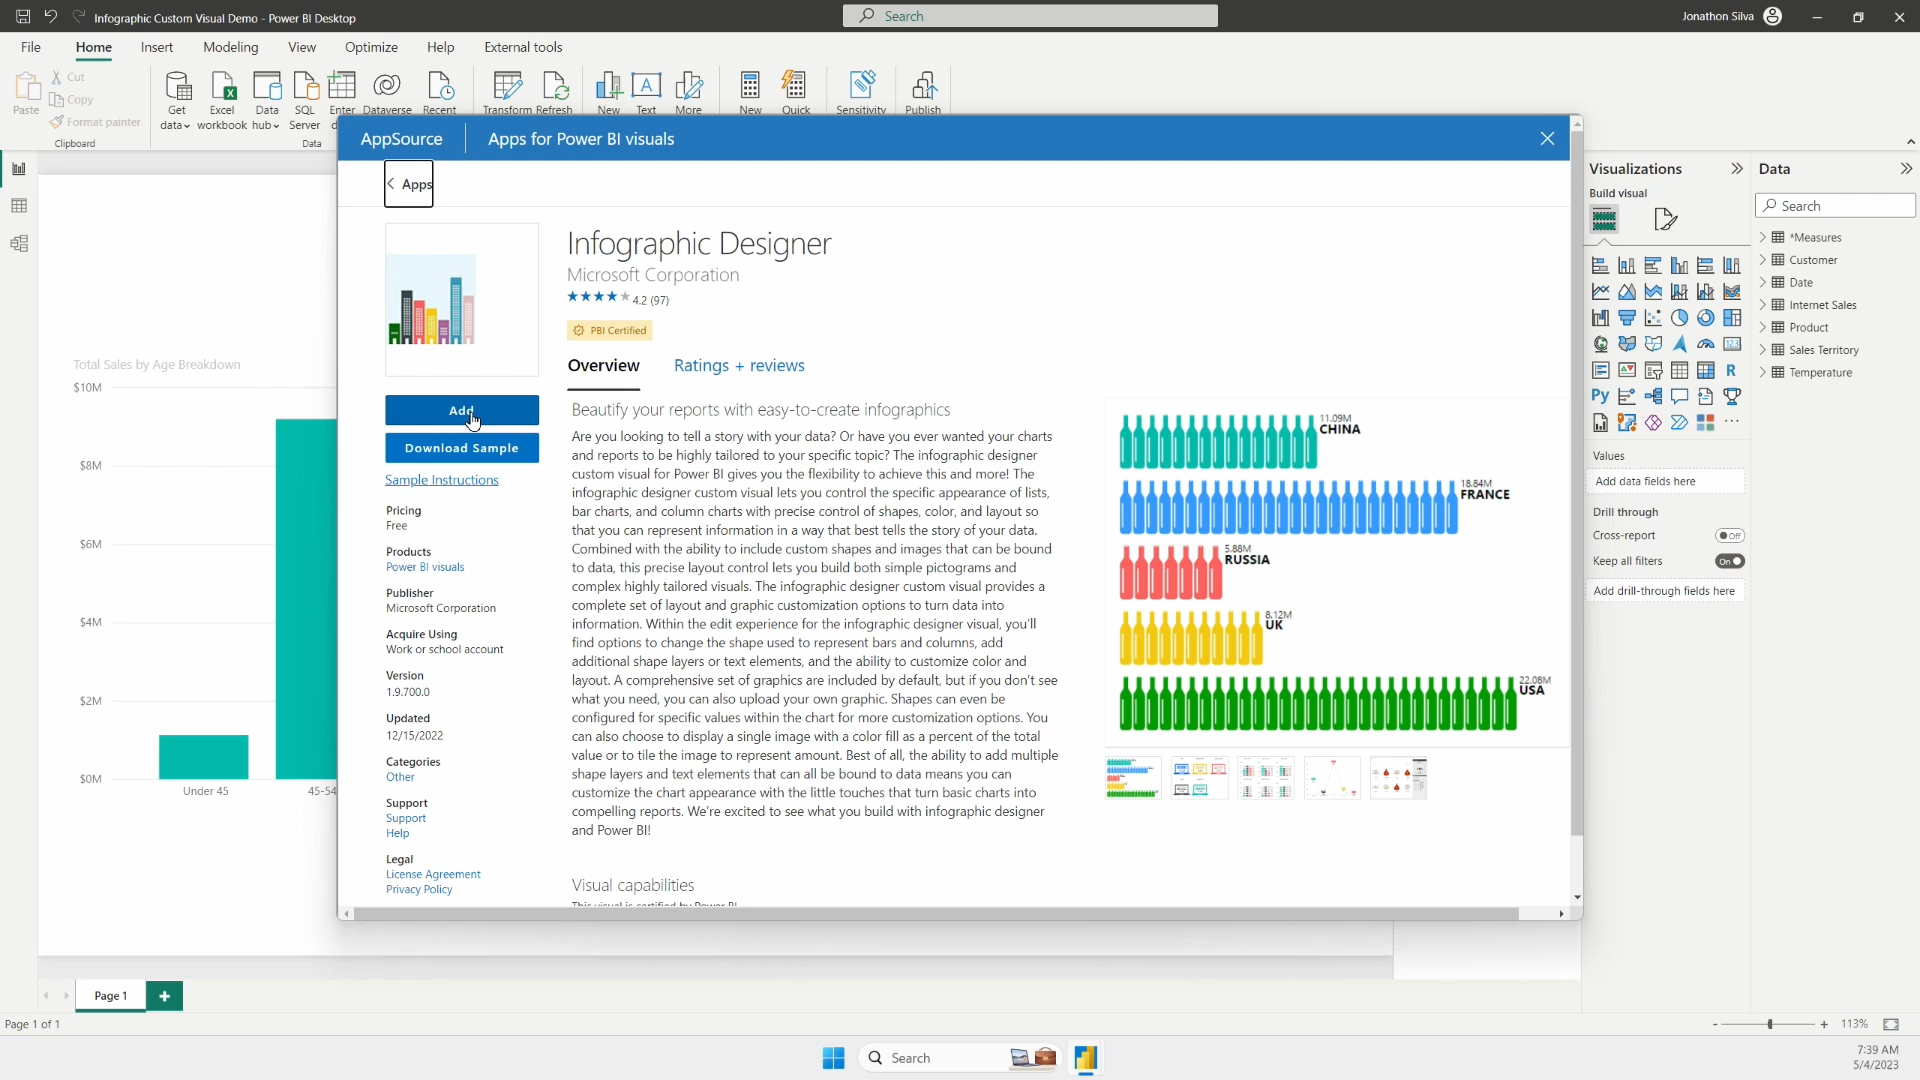 Infographic Custom Visual Demo - Power BI Desktop
Search
Jonathon Silva
File Home Insert Modeling View Optimize Help External tools
Paste
Cut
Copy
Format painter
Clipboard
Get data
Excel workbook
Data hub
SQL Server
Enter
Dataverse
Recent
Data
Transform
Refresh
New
Text
More
New
Quick
Sensitivity
Publish
AppSource
Apps for Power BI visuals
Apps
Infographic Designer
Microsoft Corporation
4.2 (97)
PBI Certified
Overview
Ratings + reviews
Add
Download Sample
Sample Instructions
Pricing
Free
Products
Power BI visuals
Publisher
Microsoft Corporation
Acquire Using
Work or school account
Version
1.9.700.0
Updated
12/15/2022
Categories
Other
Support
Support
Help
Legal
License Agreement
Privacy Policy
Beautify your reports with easy-to-create infographics
Are you looking to tell a story with your data? Or have you ever wanted your charts
and reports to be highly tailored to your specific topic? The infographic designer
custom visual for Power BI gives you the flexibility to achieve this and more! The
infographic designer custom visual lets you control the specific appearance of lists,
bar charts, and column charts with precise control of shapes, color, and layout so
that you can represent information in a way that best tells the story of your data.
Combined with the ability to include custom shapes and images that can be bound
to data, this precise layout control lets you build both simple pictograms and
complex highly tailored visuals. The infographic designer custom visual provides a
complete set of layout and graphic customization options to turn data into
information. Within the edit experience for the infographic designer visual, you'll
find options to change the shape used to represent bars and columns, add
additional shape layers or text elements, and the ability to customize color and
layout. A comprehensive set of graphics are included by default, but if you don't see
what you need, you can also upload your own graphic. Shapes can even be
configured for specific values within the chart for more customization options. You
can also choose to display a single image with a color fill as a percent of the total
value or to tile the image to represent amount. Best of all, the ability to add multiple
shape layers and text elements that can all be bound to data means you can
customize the chart appearance with the little touches that turn basic charts into
compelling reports. We're excited to see what you build with infographic designer
and Power BI!
Visual capabilities
This visual is certified by Power BI
11.09M
CHINA
18.84M
FRANCE
5.88M
RUSSIA
8.12M
UK
22.08M
USA
Total Sales by Age Breakdown
$10M
$8M
$6M
$4M
$2M
$0M
Under 45
45-54
Visualizations
Build visual
R
Py
123
Values
Add data fields here
Drill through
Cross-report
Off
Keep all filters
On
Add drill-through fields here
Data
Search
*Measures
Customer
Date
Internet Sales
Product
Sales Territory
Temperature
Page 1
Page 1 of 1
113%
Search
7:39 AM
5/4/2023